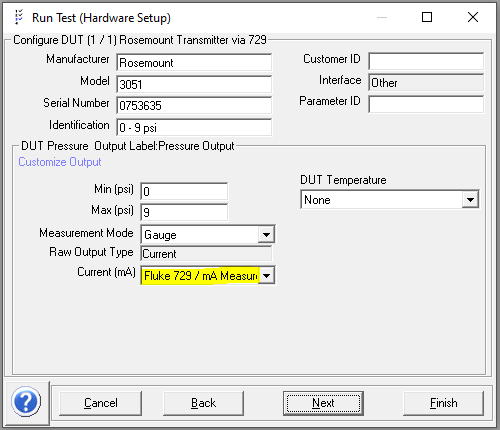 Run Test (Hardware Setup)
Configure DUT (1 / 1) Rosemount Transmitter via 729
Manufacturer Rosemount Customer ID
Model 3051 Interface Other
Serial Number 0753635 Parameter ID
Identification 0 - 9 psi
DUT Pressure Output Label:Pressure Output
Customize Output
Min (psi) 0 DUT Temperature
Max (psi) 9 None
Measurement Mode Gauge
Raw Output Type Current
Current (mA) Fluke 729 / mA
? Cancel Back Next Finish